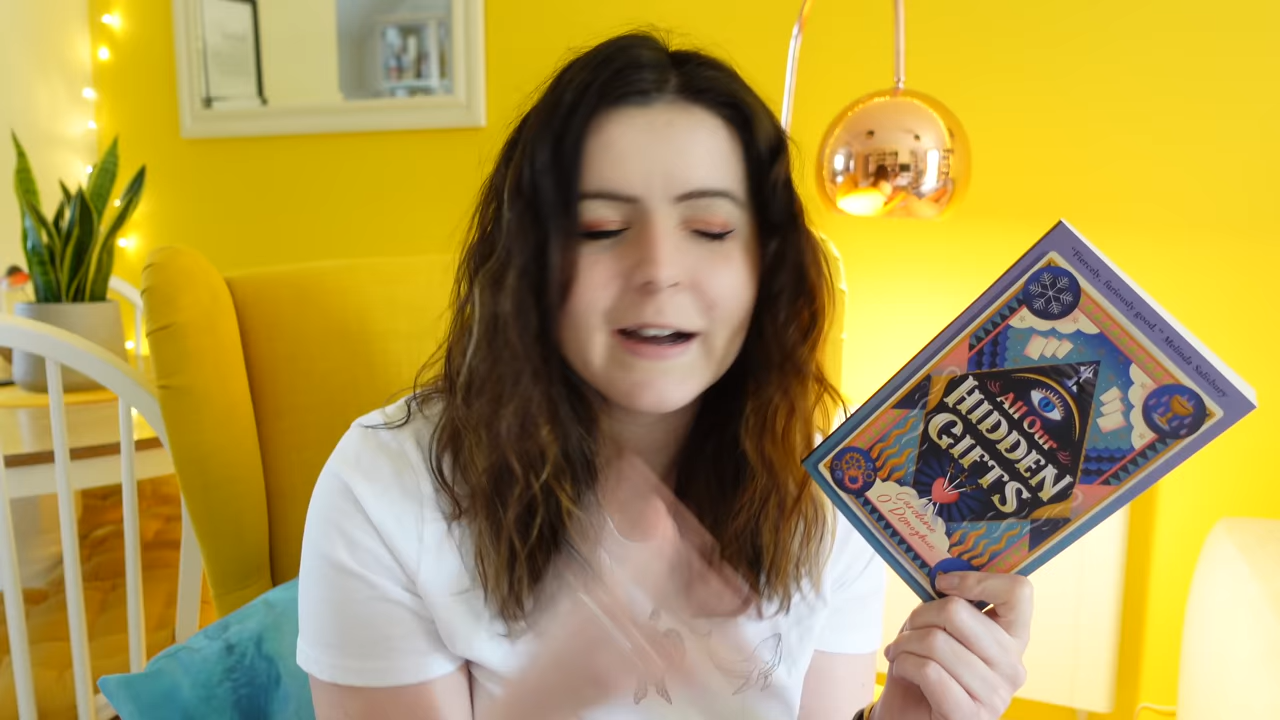 "Fiercely, furiously good." Melinda Salisbury
All Our
HIDDEN
GIFTS
Caroline
O'Donoghue